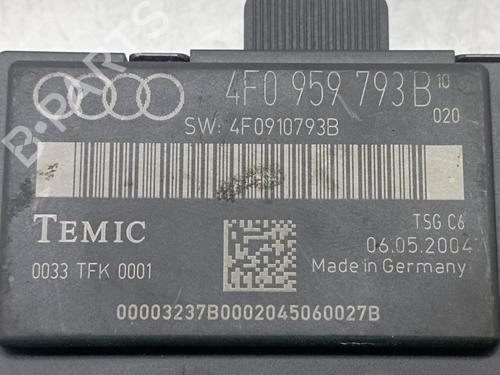 4F0 959 793B 10
020
SW: 4F0910793B
TEMIC
TSG C6
06.05.2004
0033 TFK 0001
Made in Germany
00003237B0002045060027B
B-PARTS